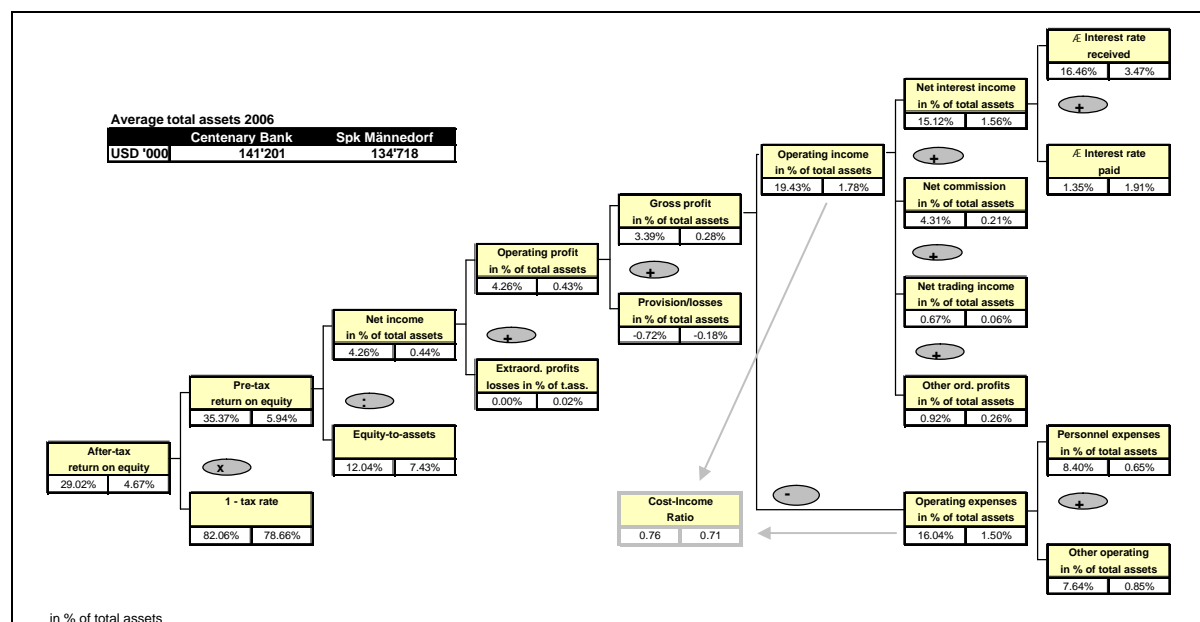 Average total assets 2006
Centenary Bank Spk Männedorf
USD '000 141'201 134'718
After-tax
return on equity
29.02% 4.67%
Pre-tax
return on equity
35.37% 5.94%
x
1 - tax rate
82.06% 78.66%
Net income
in % of total assets
4.26% 0.44%
:
Equity-to-assets
12.04% 7.43%
Operating profit
in % of total assets
4.26% 0.43%
+
Extraord. profits
losses in % of t.ass.
0.00% 0.02%
Gross profit
in % of total assets
3.39% 0.28%
+
Provision/losses
in % of total assets
-0.72% -0.18%
Cost-Income
Ratio
0.76 0.71
Operating income
in % of total assets
19.43% 1.78%
-
Operating expenses
in % of total assets
16.04% 1.50%
Net interest income
in % of total assets
15.12% 1.56%
+
Net commission
in % of total assets
4.31% 0.21%
+
Net trading income
in % of total assets
0.67% 0.06%
+
Other ord. profits
in % of total assets
0.92% 0.26%
Æ Interest rate
received
16.46% 3.47%
+
Æ Interest rate
paid
1.35% 1.91%
Personnel expenses
in % of total assets
8.40% 0.65%
+
Other operating
in % of total assets
7.64% 0.85%
in % of total assets